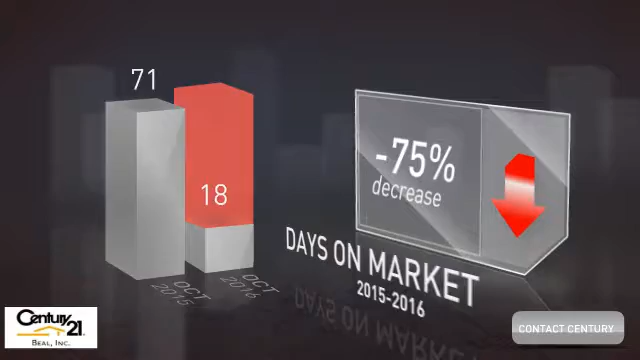 71
18
OCT
2015
OCT
2016
-75%
decrease
DAYS ON MARKET
2015-2016
Century
21
BEAL, INC.
CONTACT CENTURY